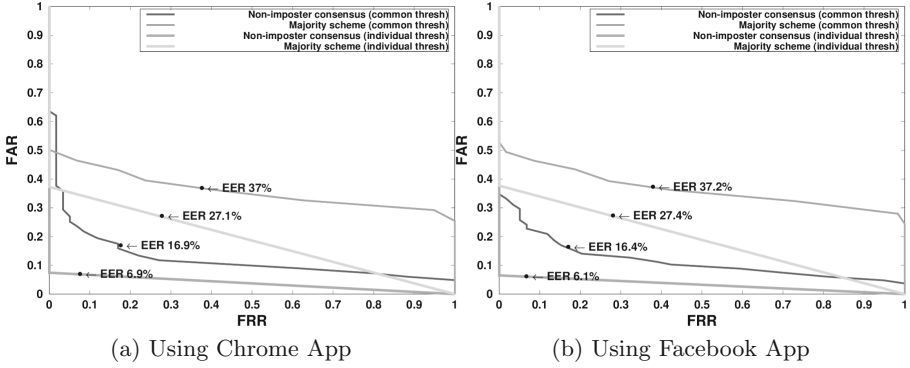 Non-imposter consensus (common thresh)
Majority scheme (common thresh)
Non-imposter consensus (individual thresh)
Majority scheme (individual thresh)
1
0.9
0.8
0.7
0.6
0.5
0.4
0.3
0.2
0.1
0
FAR
← EER 37%
← EER 27.1%
← EER 16.9%
← EER 6.9%
0 0.1 0.2 0.3 0.4 0.5 0.6 0.7 0.8 0.9 1
FRR
(a) Using Chrome App
Non-imposter consensus (common thresh)
Majority scheme (common thresh)
Non-imposter consensus (individual thresh)
Majority scheme (individual thresh)
1
0.9
0.8
0.7
0.6
0.5
0.4
0.3
0.2
0.1
0
FAR
← EER 37.2%
← EER 27.4%
← EER 16.4%
← EER 6.1%
0 0.1 0.2 0.3 0.4 0.5 0.6 0.7 0.8 0.9 1
FRR
(b) Using Facebook App